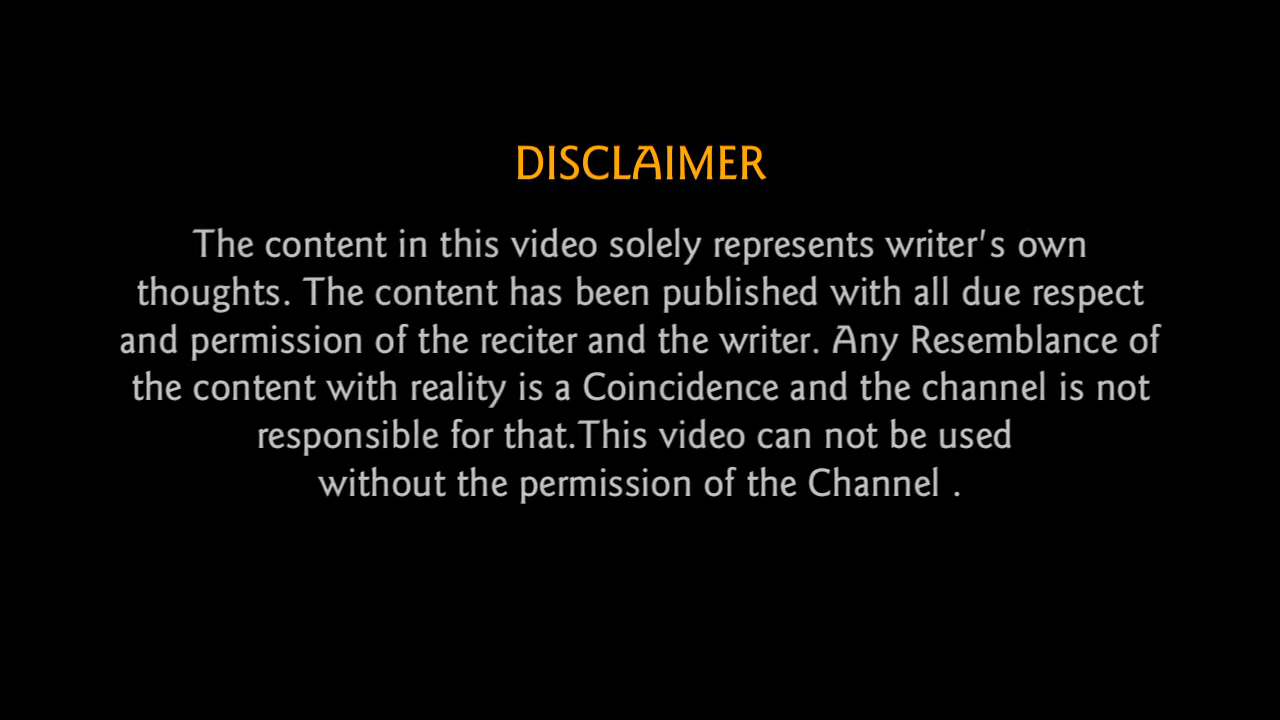 DISCLAIMER
The content in this video solely represents writer's own
thoughts. The content has been published with all due respect
and permission of the reciter and the writer. Any Resemblance of
the content with reality is a Coincidence and the channel is not
responsible for that.This video can not be used
without the permission of the Channel .